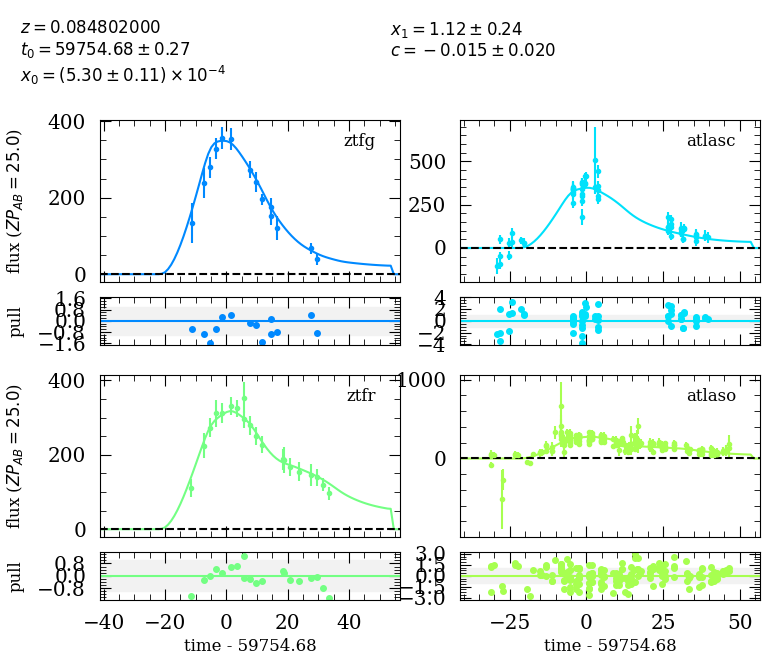 z = 0.084802000
t₀ = 59754.68 ± 0.27
x₀ = (5.30 ± 0.11) × 10⁻⁴
x₁ = 1.12 ± 0.24
c = −0.015 ± 0.020
flux (ZP_AB = 25.0)
400
200
0
ztfg
500
250
0
atlasc
pull
1.6
0.8
0.0
−0.8
−1.6
4
2
0
−2
−4
flux (ZP_AB = 25.0)
400
200
0
ztfr
1000
0
atlaso
pull
0.8
0.0
−0.8
3.0
1.5
0.0
−1.5
−3.0
−40 −20 0 20 40
−25 0 25 50
time - 59754.68
time - 59754.68